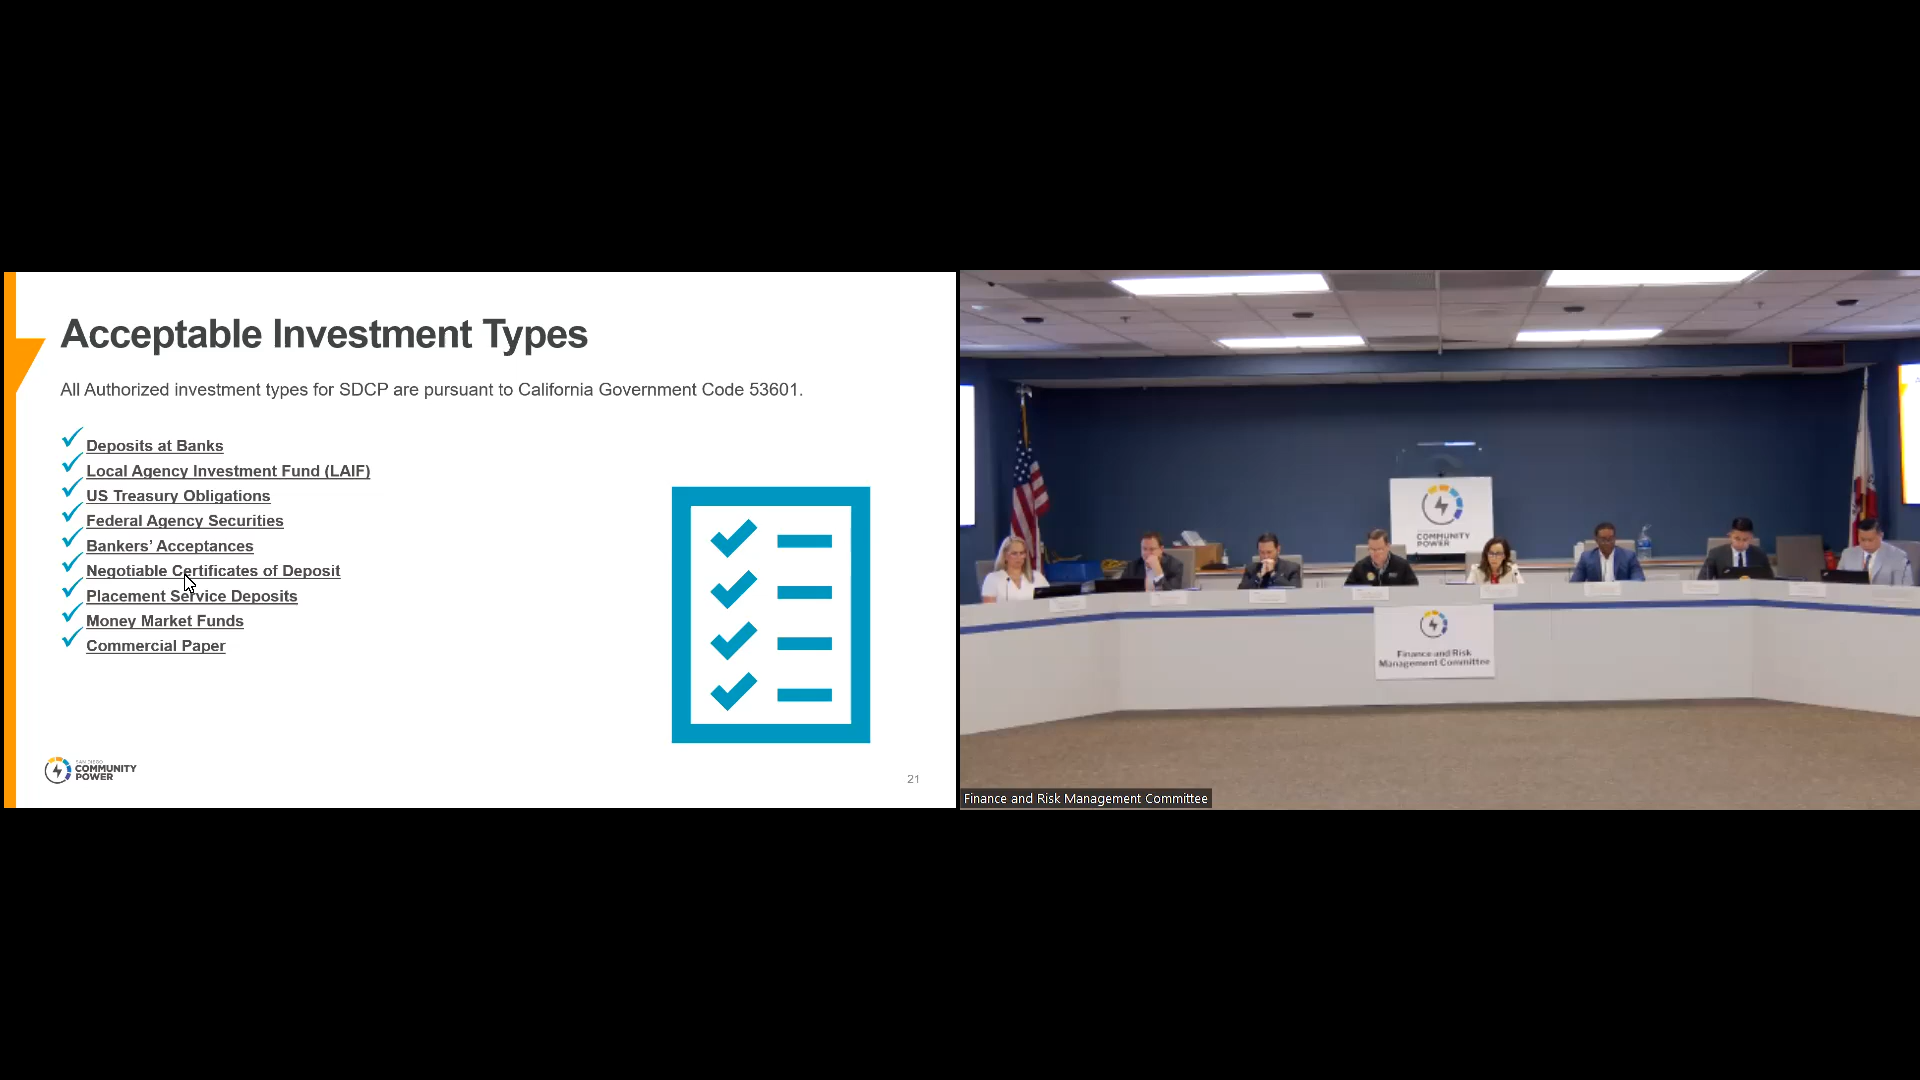 Acceptable Investment Types
All Authorized investment types for SDCP are pursuant to California Government Code 53601.
Deposits at Banks
Local Agency Investment Fund (LAIF)
US Treasury Obligations
Federal Agency Securities
Bankers’ Acceptances
Negotiable Certificates of Deposit
Placement Service Deposits
Money Market Funds
Commercial Paper
SAN DIEGO
COMMUNITY
POWER
21
COMMUNITY
POWER
Finance and Risk
Management Committee
Finance and Risk Management Committee